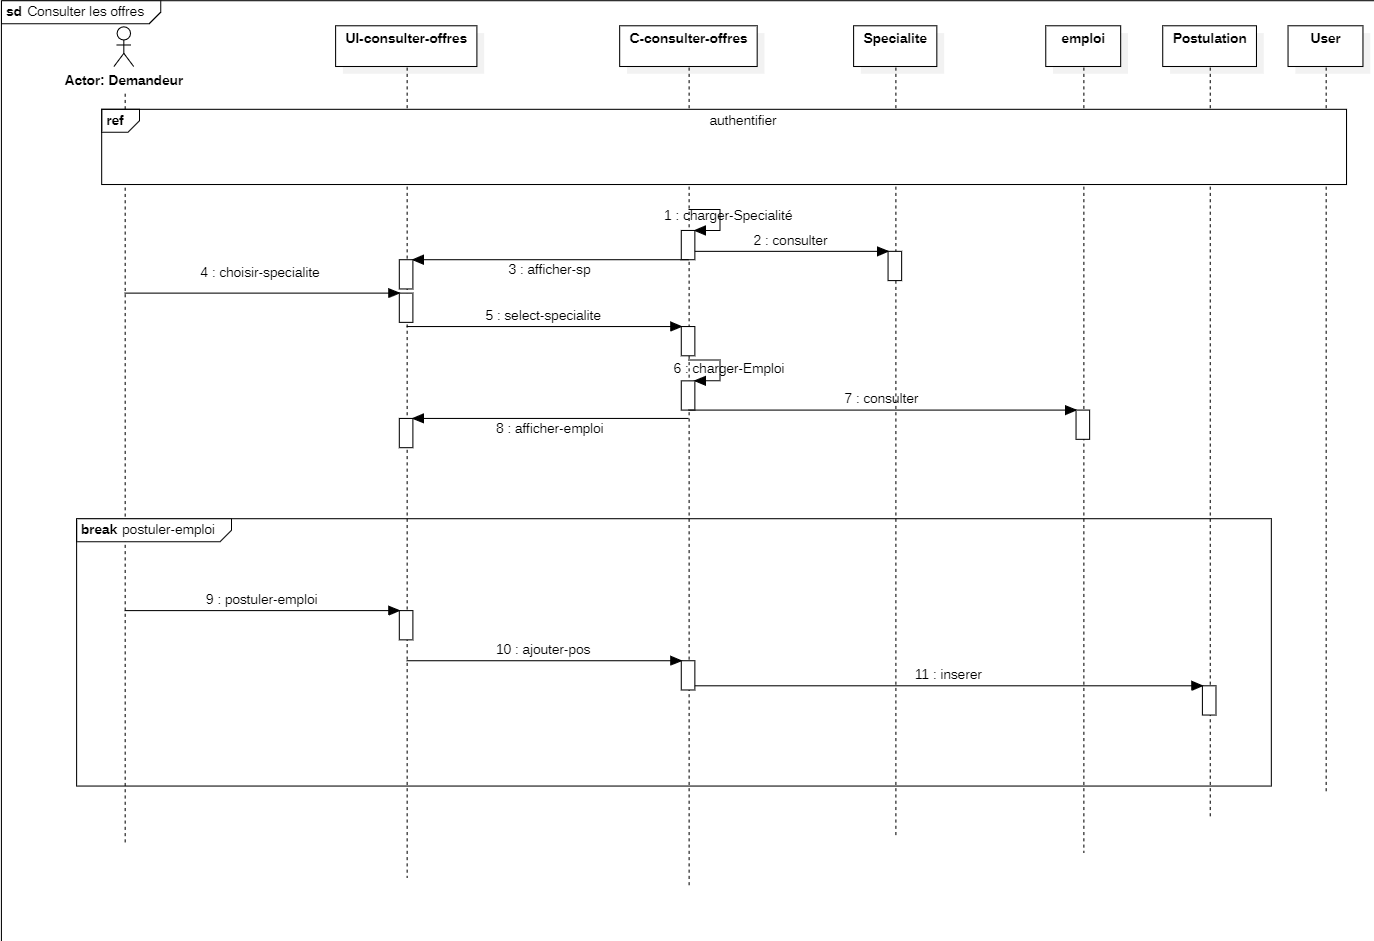 sd Consulter les offres
Actor: Demandeur
UI-consulter-offres
C-consulter-offres
Specialite
emploi
Postulation
User
ref
authentifier
1 : charger-Specialité
2 : consulter
3 : afficher-sp
4 : choisir-specialite
5 : select-specialite
6 : charger-Emploi
7 : consulter
8 : afficher-emploi
break postuler-emploi
9 : postuler-emploi
10 : ajouter-pos
11 : inserer